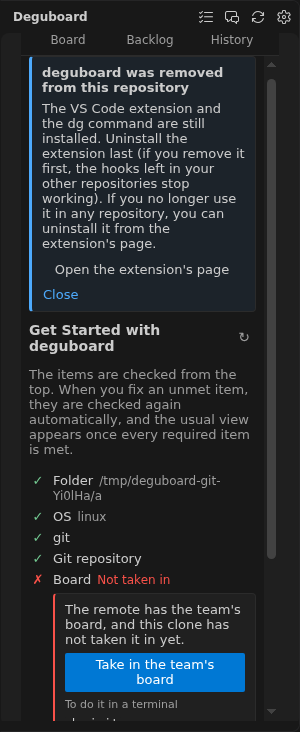 Deguboard
Board Backlog History
deguboard was removed
from this repository
The VS Code extension and
the dg command are still
installed. Uninstall the
extension last (if you remove it
first, the hooks left in your
other repositories stop
working). If you no longer use
it in any repository, you can
uninstall it from the
extension's page.
Open the extension's page
Close
Get Started with
deguboard
The items are checked from the
top. When you fix an unmet item,
they are checked again
automatically, and the usual view
appears once every required item
is met.
✓ Folder /tmp/deguboard-git-
Yi0lHa/a
✓ OS linux
✓ git
✓ Git repository
✗ Board Not taken in
The remote has the team's
board, and this clone has
not taken it in yet.
Take in the team's
board
To do it in a terminal